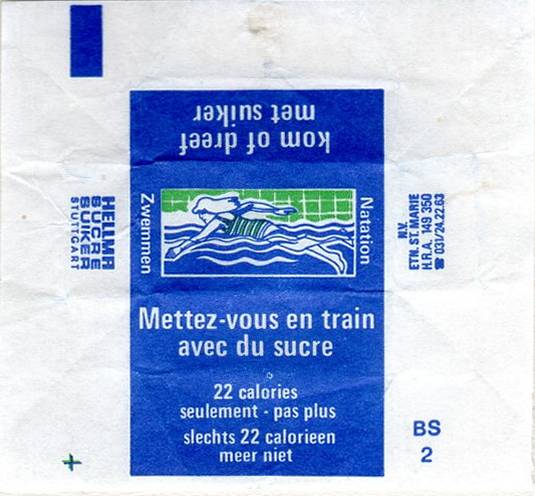 kom of dreef
met suiker
Zwemmen
Natation
Mettez-vous en train
avec du sucre
22 calories
seulement - pas plus
slechts 22 calorieen
meer niet
HELLMA
SUCRE
SUIKER
STUTTGART
N.V.
ETN. ST. MARIE
H.R.A. 149 350
☎ 031/24.22.63
BS
2